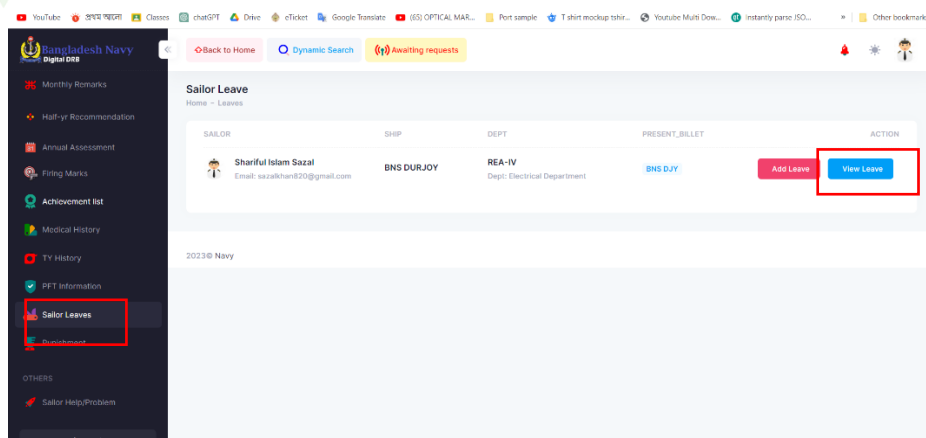 YouTube প্রথম আলো Classes chatGPT Drive eTicket Google Translate (65) OPTICAL MAR... Port sample T shirt mockup tshir... Youtube Multi Dow... Instantly parse JSO... » Other bookmark
Bangladesh Navy
Digital DRB
Back to Home Dynamic Search Awaiting requests
Monthly Remarks
Half-yr Recommendation
Annual Assessment
Firing Marks
Achievement list
Medical History
TY History
PFT Information
Sailor Leaves
Punishment
OTHERS
Sailor Help/Problem
Sailor Leave
Home - Leaves
SAILOR SHIP DEPT PRESENT_BILLET ACTION
Shariful Islam Sazal BNS DURJOY REA-IV BNS DJY Add Leave View Leave
Email: sazalkhan820@gmail.com Dept: Electrical Department
2023© Navy